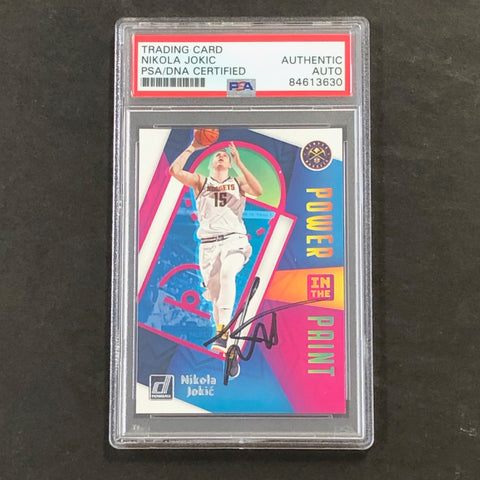 TRADING CARD
NIKOLA JOKIC
PSA/DNA CERTIFIED
AUTHENTIC
AUTO
84613630
PSA
NUGGETS
15
POWER
IN THE
PAINT
Nikola
Jokić
DONRUSS